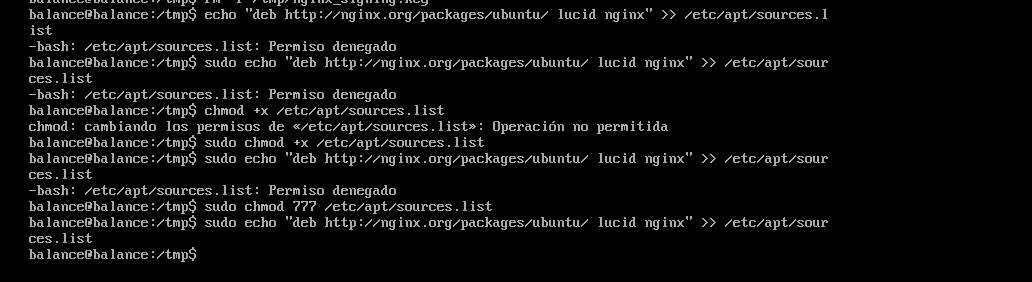 balance@balance:/tmp$ rm -r /tmp/nginx_signing.key
balance@balance:/tmp$ echo "deb http://nginx.org/packages/ubuntu/ lucid nginx" >> /etc/apt/sources.l
ist
-bash: /etc/apt/sources.list: Permiso denegado
balance@balance:/tmp$ sudo echo "deb http://nginx.org/packages/ubuntu/ lucid nginx" >> /etc/apt/sour
ces.list
-bash: /etc/apt/sources.list: Permiso denegado
balance@balance:/tmp$ chmod +x /etc/apt/sources.list
chmod: cambiando los permisos de «/etc/apt/sources.list»: Operación no permitida
balance@balance:/tmp$ sudo chmod +x /etc/apt/sources.list
balance@balance:/tmp$ sudo echo "deb http://nginx.org/packages/ubuntu/ lucid nginx" >> /etc/apt/sour
ces.list
-bash: /etc/apt/sources.list: Permiso denegado
balance@balance:/tmp$ sudo chmod 777 /etc/apt/sources.list
balance@balance:/tmp$ sudo echo "deb http://nginx.org/packages/ubuntu/ lucid nginx" >> /etc/apt/sour
ces.list
balance@balance:/tmp$